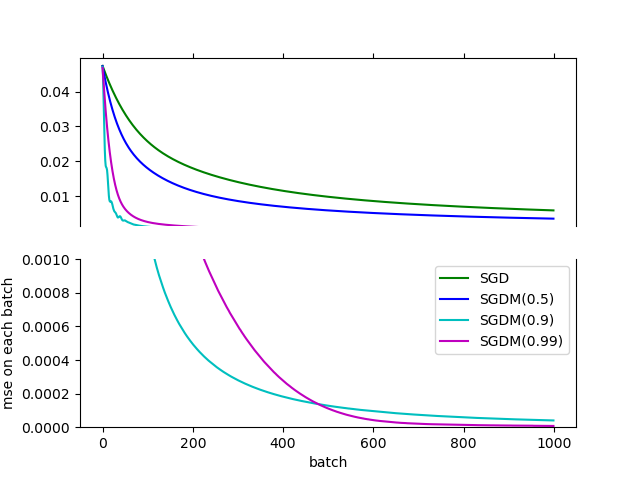 0.04
0.03
0.02
0.01
0.0010
0.0008
0.0006
0.0004
0.0002
0.0000
mse on each batch
SGD
SGDM(0.5)
SGDM(0.9)
SGDM(0.99)
0 200 400 600 800 1000
batch